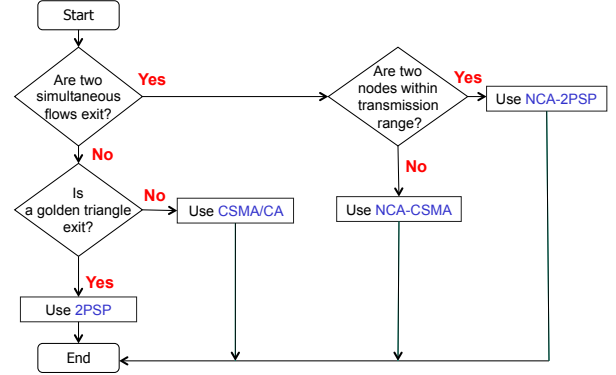 Start
Are two
simultaneous
flows exit?
Yes
Are two
nodes within
transmission
range?
Yes
Use NCA-2PSP
No
No
Is
a golden triangle
exit?
No
Use CSMA/CA
Use NCA-CSMA
Yes
Use 2PSP
End